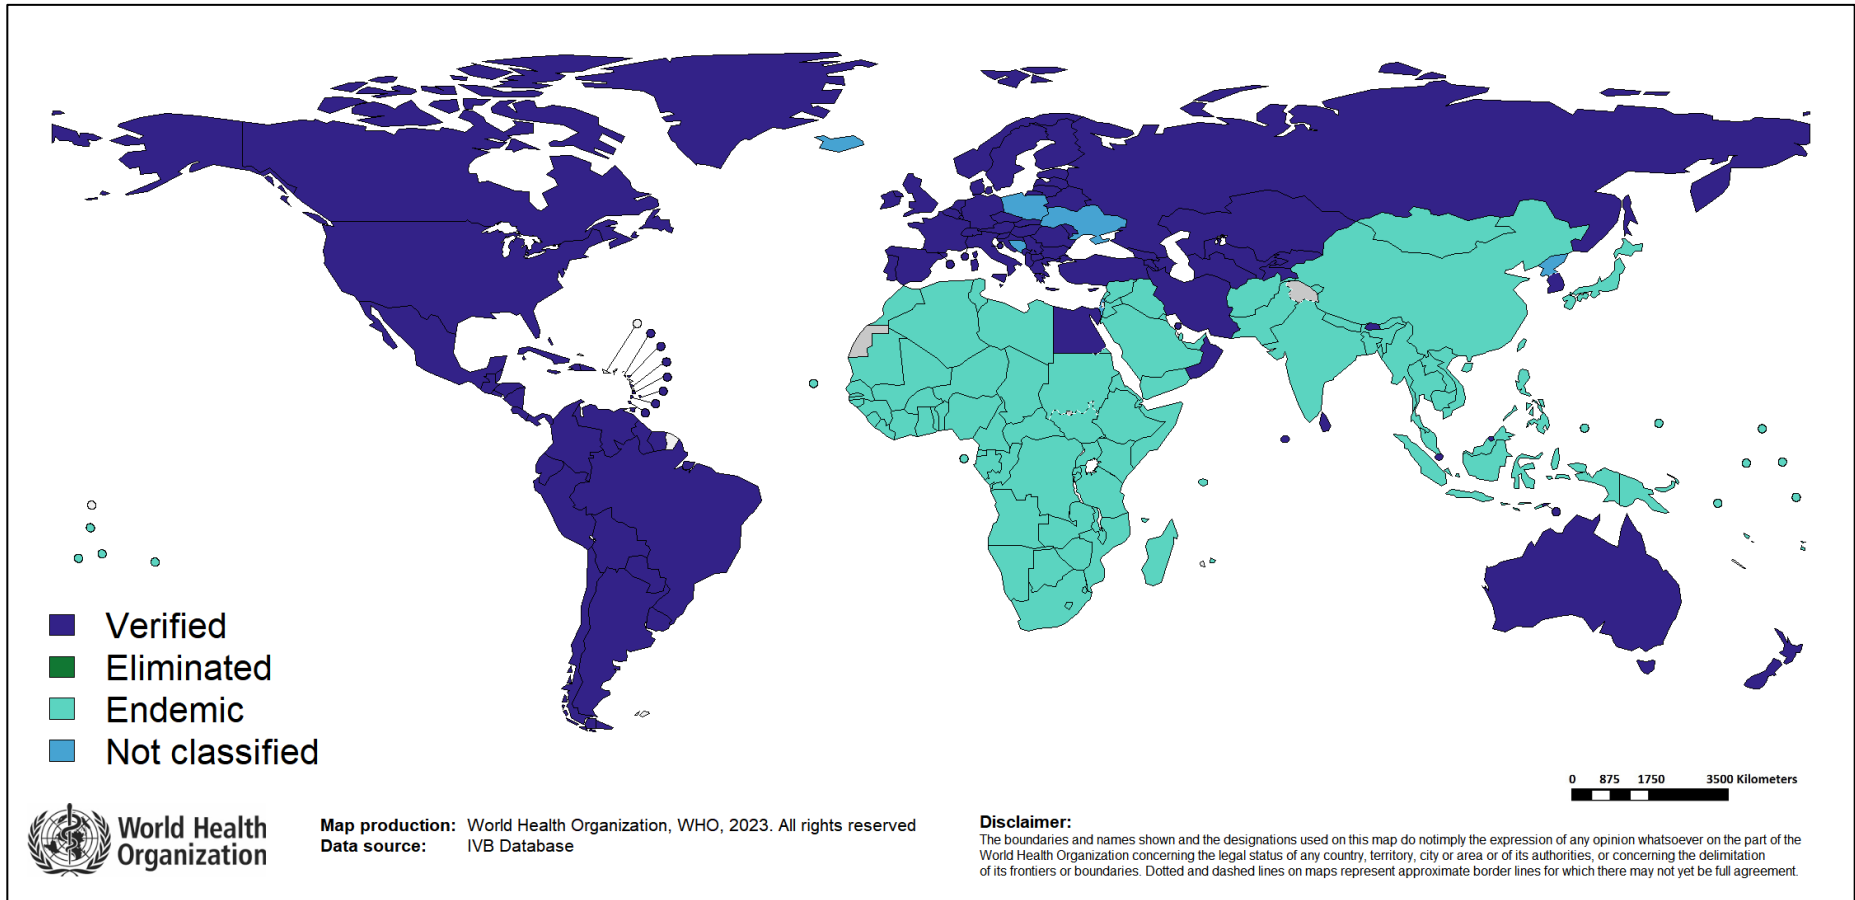 Verified
Eliminated
Endemic
Not classified
0 875 1750 3500 Kilometers
World Health
Organization
Map production: World Health Organization, WHO, 2023. All rights reserved
Data source: IVB Database
Disclaimer:
The boundaries and names shown and the designations used on this map do notimply the expression of any opinion whatsoever on the part of the
World Health Organization concerning the legal status of any country, territory, city or area or of its authorities, or concerning the delimitation
of its frontiers or boundaries. Dotted and dashed lines on maps represent approximate border lines for which there may not yet be full agreement.